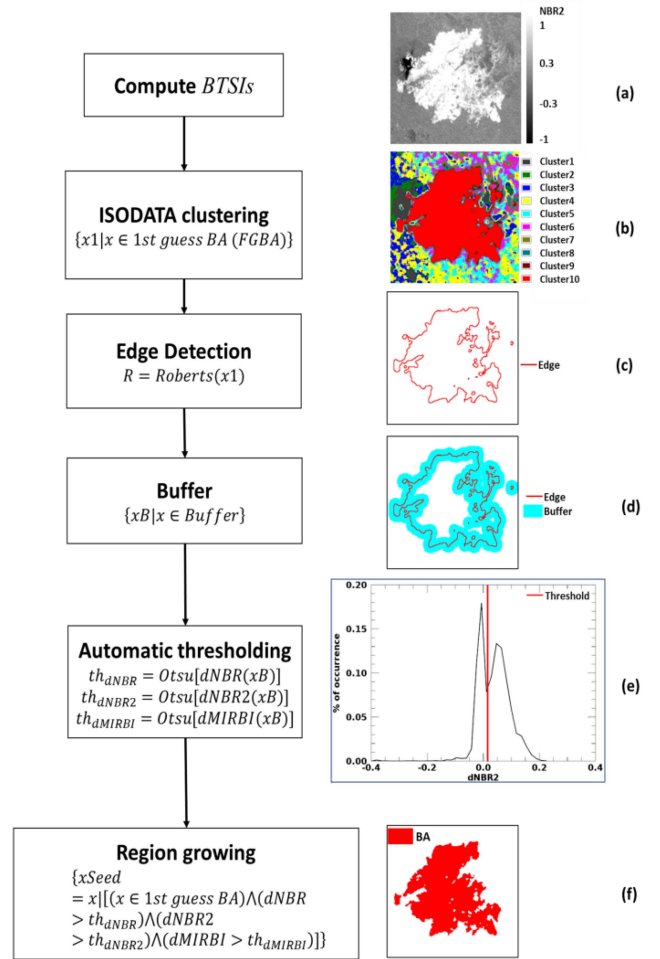 NBR2
1
0.3
-0.3
-1
Compute BTSIs
(a)
ISODATA clustering
{x1|x ∈ 1st guess BA (FGBA)}
Cluster1
Cluster2
Cluster3
Cluster4
Cluster5
Cluster6
Cluster7
Cluster8
Cluster9
Cluster10
(b)
Edge Detection
R = Roberts(x1)
Edge
(c)
Buffer
{xB|x ∈ Buffer}
Edge
Buffer
(d)
Automatic thresholding
th_dNBR = Otsu[dNBR(xB)]
th_dNBR2 = Otsu[dNBR2(xB)]
th_dMIRBI = Otsu[dMIRBI(xB)]
0.20
0.15
0.10
0.05
0.00
% of occurrence
Threshold
-0.4 -0.2 0.0 0.2 0.4
dNBR2
(e)
Region growing
{xSeed
= x|[(x ∈ 1st guess BA)⋀(dNBR
> th_dNBR)⋀(dNBR2
> th_dNBR2)⋀(dMIRBI > th_dMIRBI)]}
BA
(f)